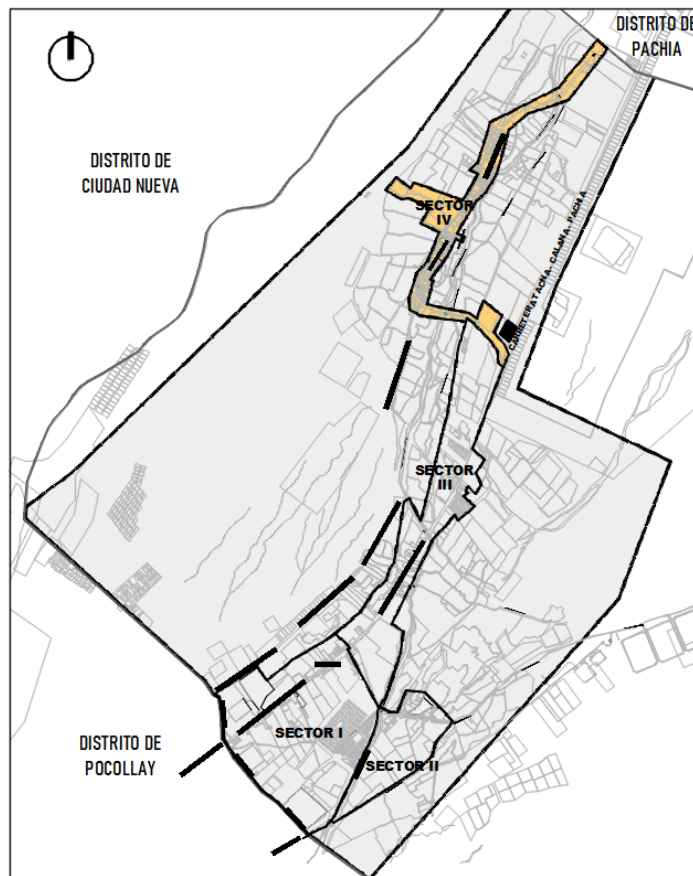 DISTRITO DE
PACHIA
DISTRITO DE
CIUDAD NUEVA
SECTOR
IV
CARRETERA TACNA - CALANA - PACHIA
SECTOR
III
DISTRITO DE
POCOLLAY
SECTOR I
SECTOR II